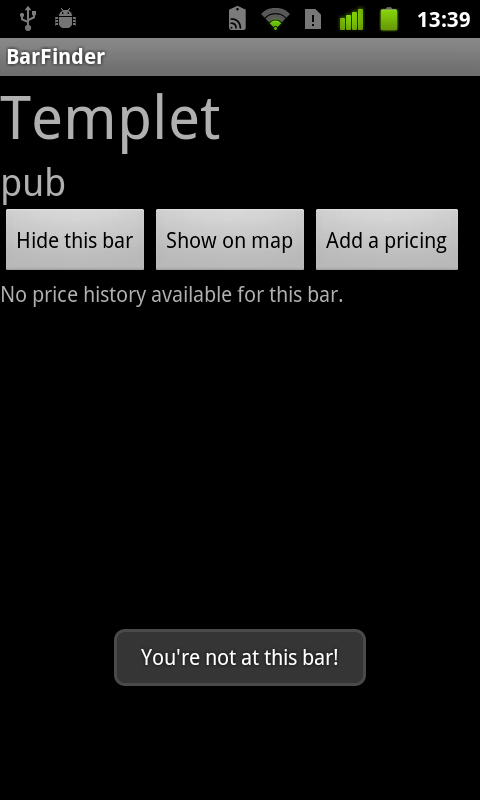 13:39
BarFinder
Templet
pub
Hide this bar Show on map Add a pricing
No price history available for this bar.
You're not at this bar!